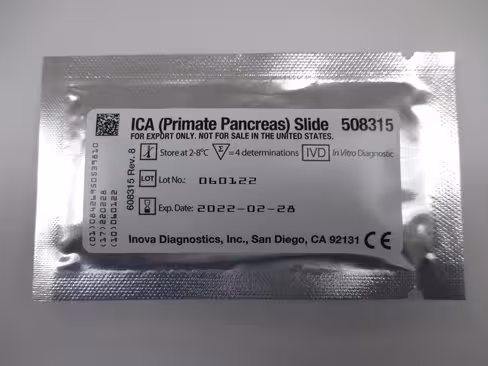 ICA (Primate Pancreas) Slide 508315
FOR EXPORT ONLY. NOT FOR SALE IN THE UNITED STATES.
Store at 2-8°C Σ = 4 determinations IVD In Vitro Diagnostic
LOT Lot No.: 060122
Exp. Date: 2022-02-28
Inova Diagnostics, Inc., San Diego, CA 92131 CE
508315 Rev. 8
(01)08426950539810
(17)220228
(10)060122